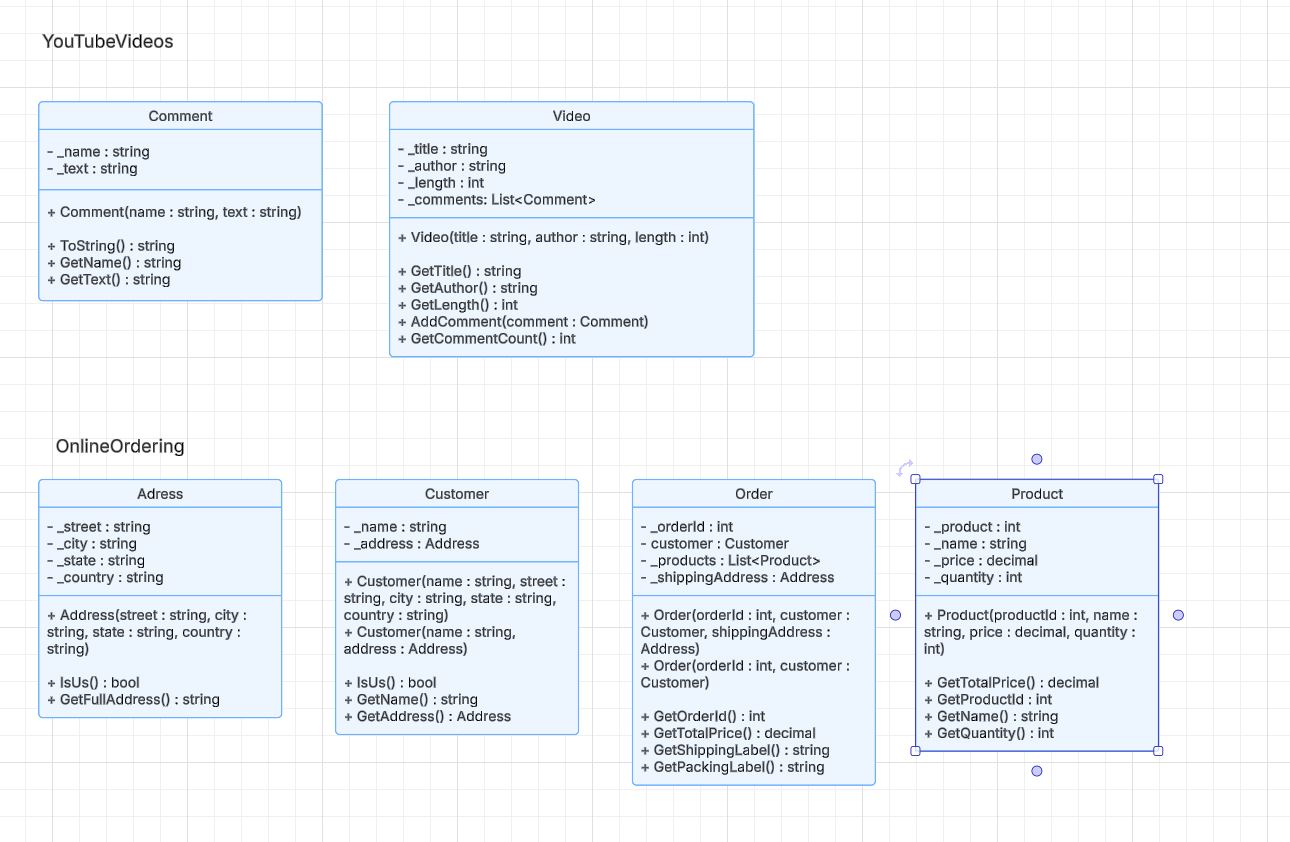 YouTubeVideos
Comment
- _name : string
- _text : string
+ Comment(name : string, text : string)
+ ToString() : string
+ GetName() : string
+ GetText() : string
Video
- _title : string
- _author : string
- _length : int
- _comments: List<Comment>
+ Video(title : string, author : string, length : int)
+ GetTitle() : string
+ GetAuthor() : string
+ GetLength() : int
+ AddComment(comment : Comment)
+ GetCommentCount() : int
OnlineOrdering
Adress
- _street : string
- _city : string
- _state : string
- _country : string
+ Address(street : string, city :
string, state : string, country :
string)
+ IsUs() : bool
+ GetFullAddress() : string
Customer
- _name : string
- _address : Address
+ Customer(name : string, street :
string, city : string, state : string,
country : string)
+ Customer(name : string,
address : Address)
+ IsUs() : bool
+ GetName() : string
+ GetAddress() : Address
Order
- _orderId : int
- customer : Customer
- _products : List<Product>
- _shippingAddress : Address
+ Order(orderId : int, customer :
Customer, shippingAddress :
Address)
+ Order(orderId : int, customer :
Customer)
+ GetOrderId() : int
+ GetTotalPrice() : decimal
+ GetShippingLabel() : string
+ GetPackingLabel() : string
Product
- _product : int
- _name : string
- _price : decimal
- _quantity : int
+ Product(productId : int, name :
string, price : decimal, quantity :
int)
+ GetTotalPrice() : decimal
+ GetProductId : int
+ GetName() : string
+ GetQuantity() : int